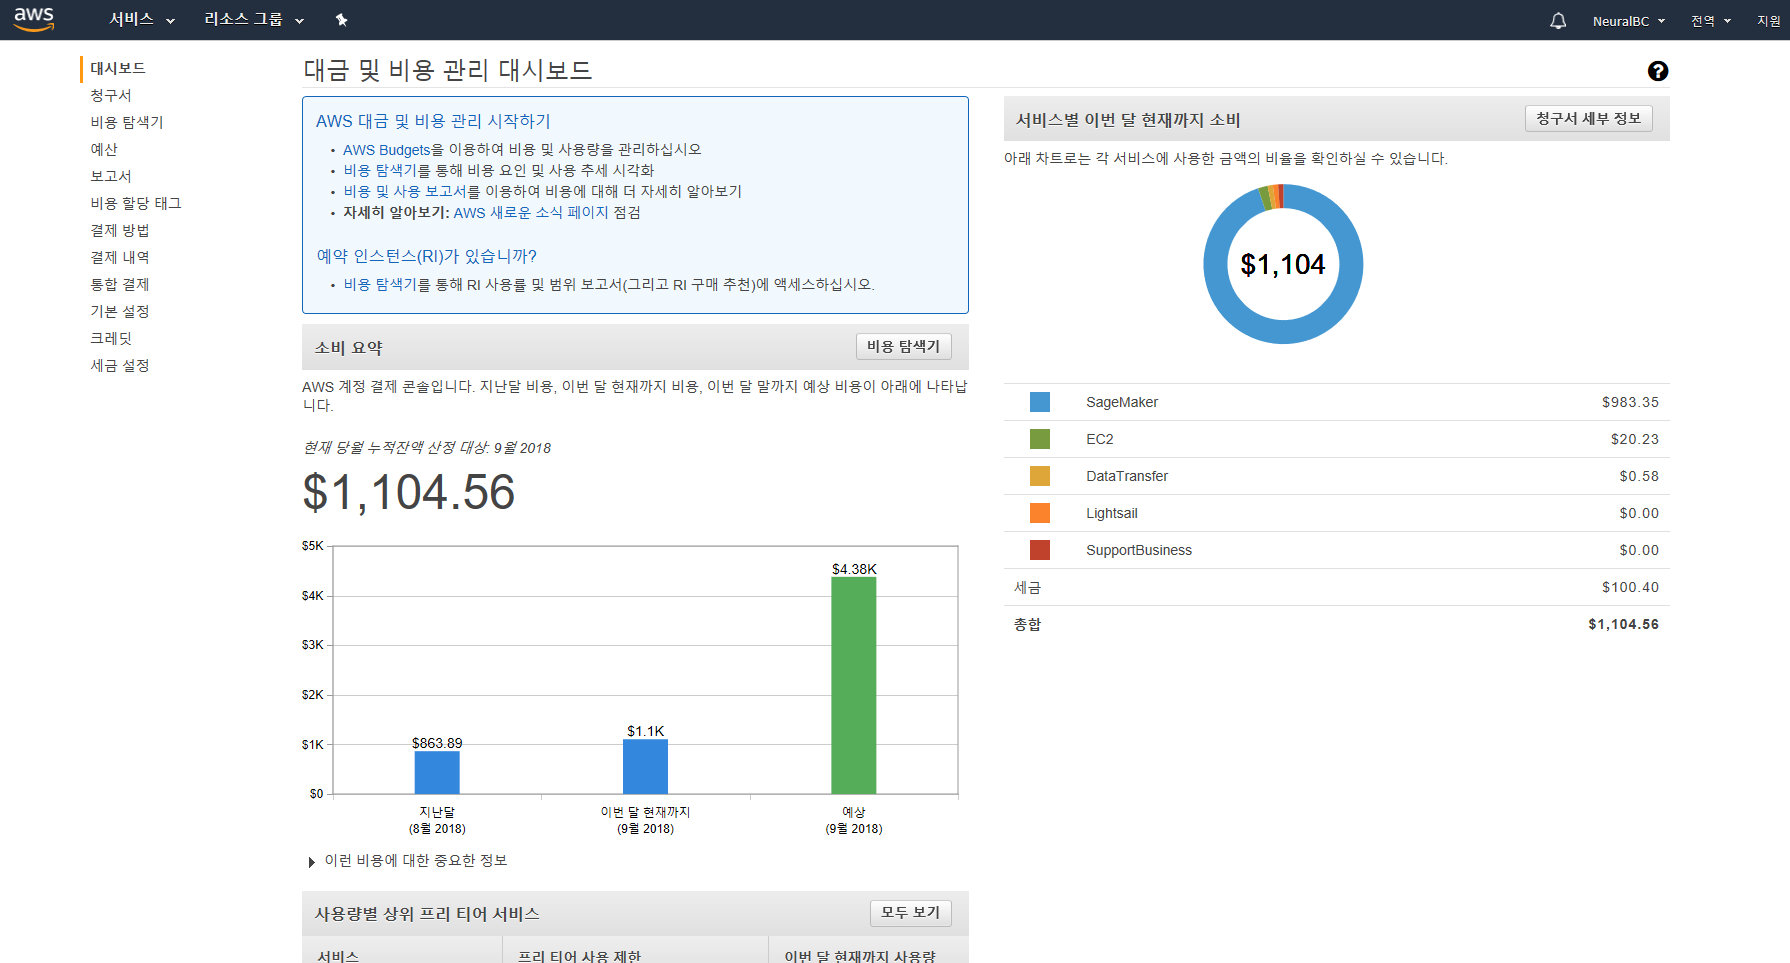 aws 서비스 리소스 그룹 NeuralBC 전역 지원
대시보드
청구서
비용 탐색기
예산
보고서
비용 할당 태그
결제 방법
결제 내역
통합 결제
기본 설정
크레딧
세금 설정
대금 및 비용 관리 대시보드
?
AWS 대금 및 비용 관리 시작하기
• AWS Budgets을 이용하여 비용 및 사용량을 관리하십시오
• 비용 탐색기를 통해 비용 요인 및 사용 추세 시각화
• 비용 및 사용 보고서를 이용하여 비용에 대해 더 자세히 알아보기
• 자세히 알아보기: AWS 새로운 소식 페이지 점검
예약 인스턴스(RI)가 있습니까?
• 비용 탐색기를 통해 RI 사용률 및 범위 보고서(그리고 RI 구매 추천)에 액세스하십시오.
소비 요약 비용 탐색기
AWS 계정 결제 콘솔입니다. 지난달 비용, 이번 달 현재까지 비용, 이번 달 말까지 예상 비용이 아래에 나타납
니다.
현재 당월 누적잔액 산정 대상: 9월 2018
$1,104.56
$5K
$4K
$3K
$2K
$1K
$0
$863.89
$1.1K
$4.38K
지난달
(8월 2018)
이번 달 현재까지
(9월 2018)
예상
(9월 2018)
이런 비용에 대한 중요한 정보
사용량별 상위 프리 티어 서비스 모두 보기
서비스 프리 티어 사용 제한 이번 달 현재까지 사용량
서비스별 이번 달 현재까지 소비 청구서 세부 정보
아래 차트로는 각 서비스에 사용한 금액의 비율을 확인하실 수 있습니다.
$1,104
SageMaker $983.35
EC2 $20.23
DataTransfer $0.58
Lightsail $0.00
SupportBusiness $0.00
세금 $100.40
총합 $1,104.56